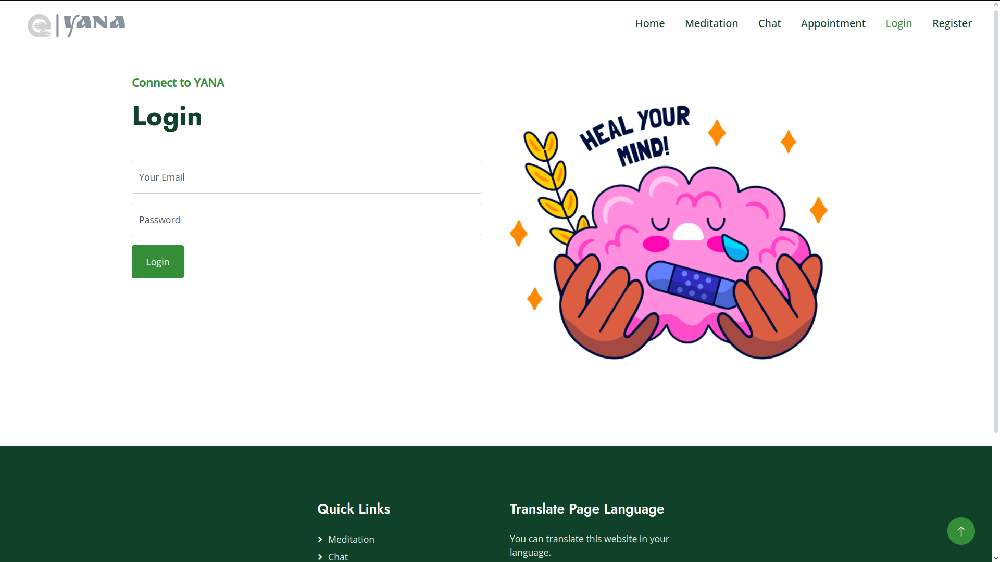 YANA
Home Meditation Chat Appointment Login Register
Connect to YANA
Login
Your Email
Password
Login
HEAL YOUR
MIND!
Quick Links
Meditation
Chat
Translate Page Language
You can translate this website in your
language.